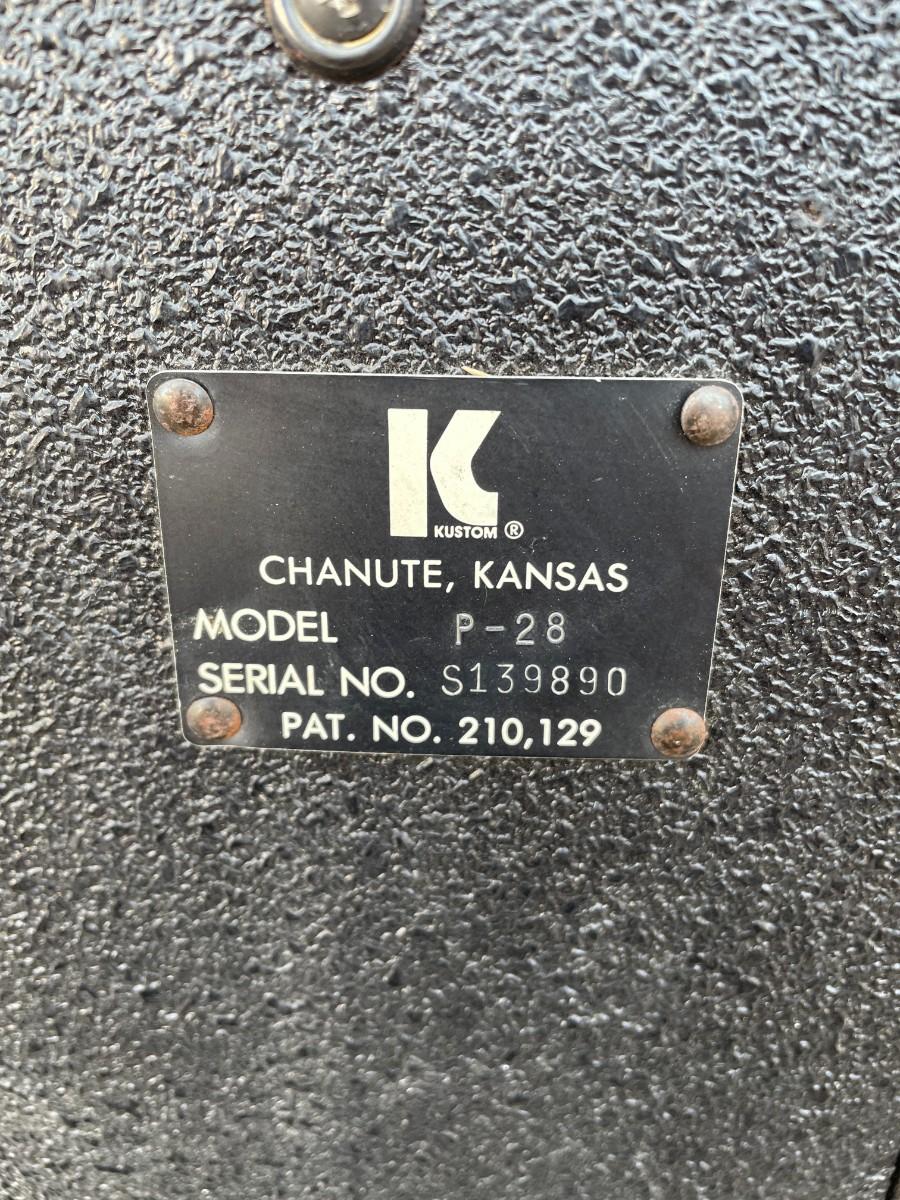 K
KUSTOM ®
CHANUTE, KANSAS
MODEL P-28
SERIAL NO. S139890
PAT. NO. 210,129